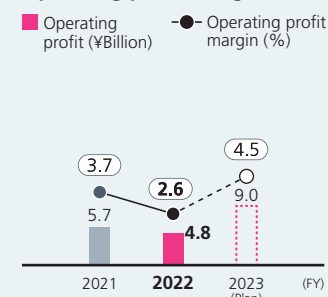 Operating
profit (¥Billion)
Operating profit
margin (%)
4.5
3.7
2.6
9.0
5.7
4.8
2021
2022
2023
(FY)
(Plan)